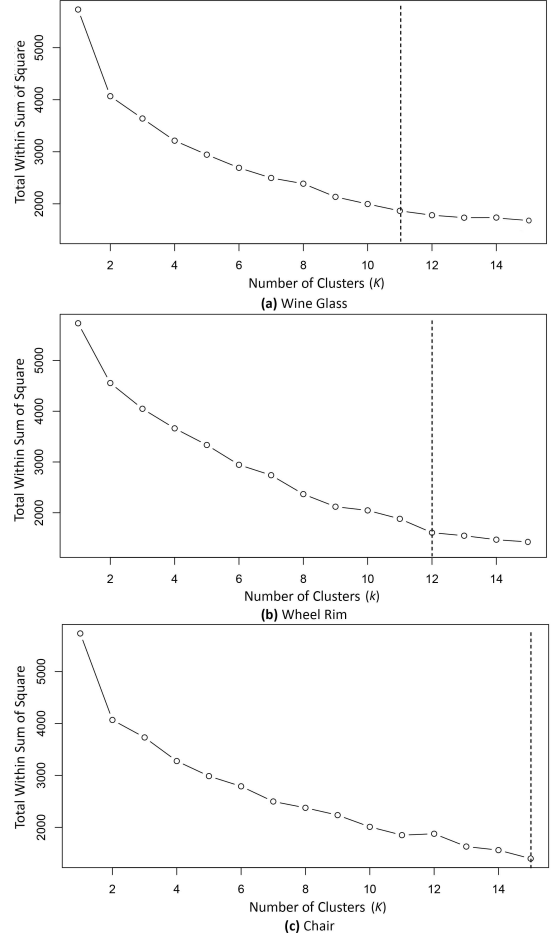 Total Within Sum of Square
5000
4000
3000
2000
2 4 6 8 10 12 14
Number of Clusters (K)
(a) Wine Glass
Total Within Sum of Square
5000
4000
3000
2000
2 4 6 8 10 12 14
Number of Clusters (k)
(b) Wheel Rim
Total Within Sum of Square
5000
4000
3000
2000
2 4 6 8 10 12 14
Number of Clusters (K)
(c) Chair